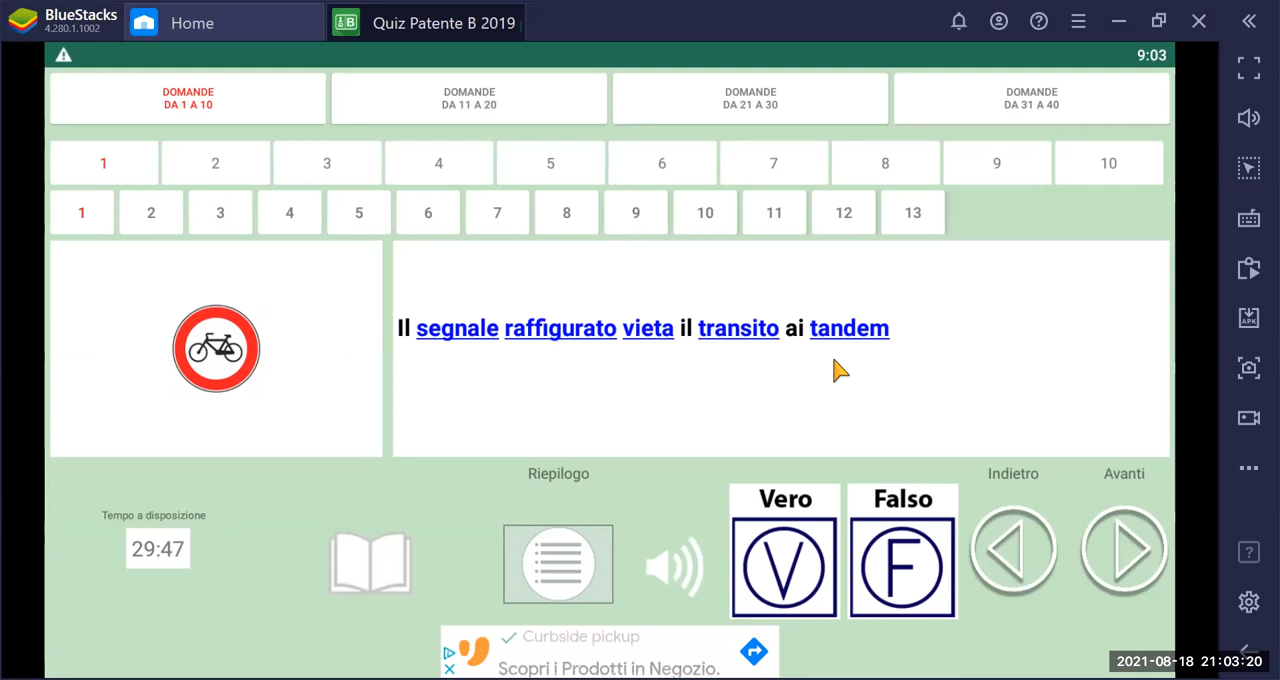 BlueStacks
4.280.1.1002
Home
Quiz Patente B 2019
9:03
DOMANDE
DA 1 A 10
DOMANDE
DA 11 A 20
DOMANDE
DA 21 A 30
DOMANDE
DA 31 A 40
1 2 3 4 5 6 7 8 9 10
1 2 3 4 5 6 7 8 9 10 11 12 13
Il segnale raffigurato vieta il transito ai tandem
Riepilogo
Indietro
Avanti
Tempo a disposizione
29:47
Vero
V
Falso
F
Curbside pickup
Scopri i Prodotti in Negozio.
APK
2021-08-18 21:03:20